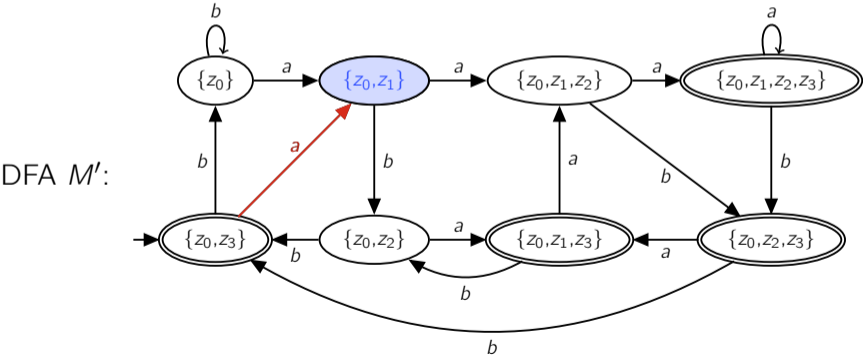 b
a
{z₀} a {z₀,z₁} a {z₀,z₁,z₂} a {z₀,z₁,z₂,z₃}
b a b a b b
DFA M′:
{z₀,z₃} b {z₀,z₂} a {z₀,z₁,z₃} a {z₀,z₂,z₃}
b
b